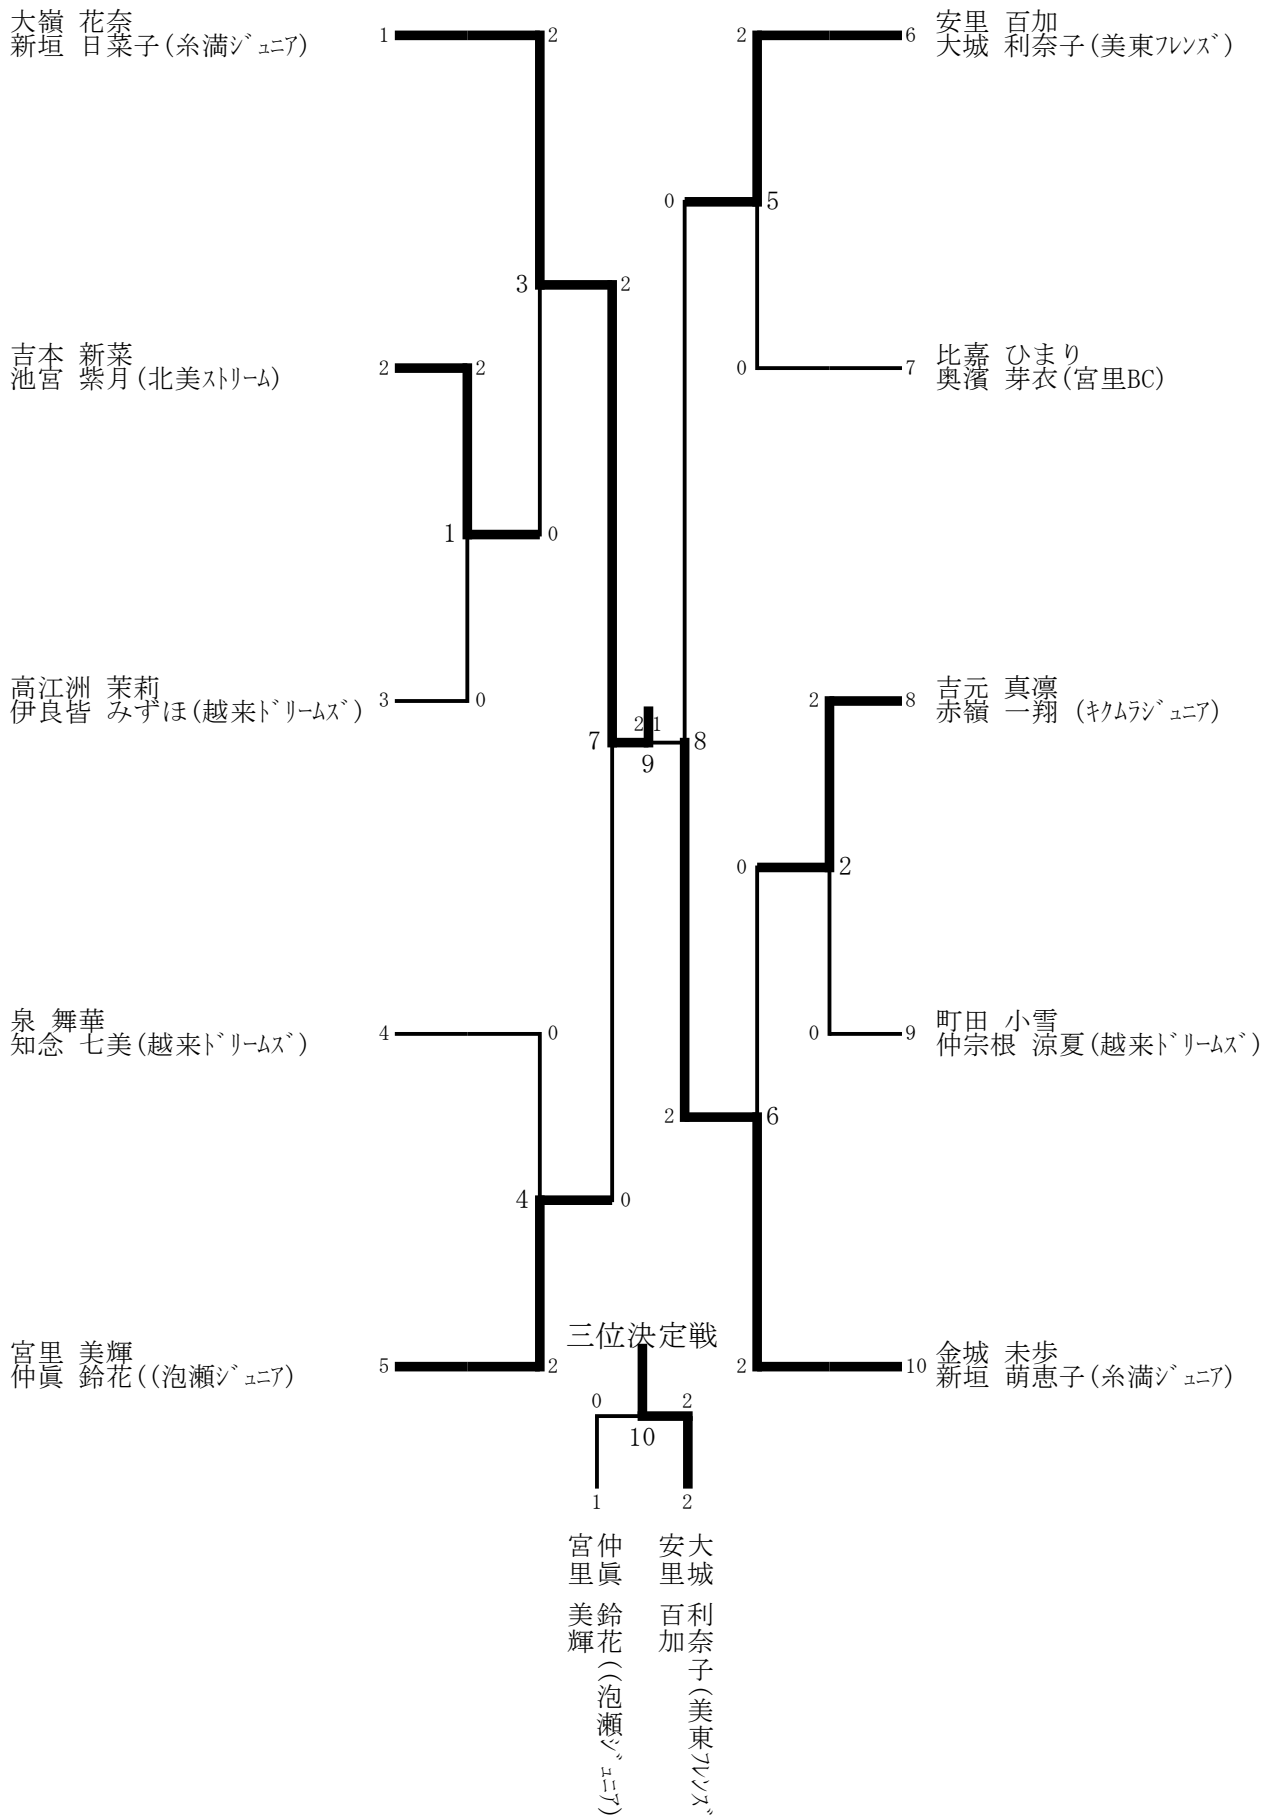 大嶺 花奈
新垣 日菜子(糸満ｼﾞｭﾆｱ)
1
2
2
安里 百加
大城 利奈子(美東ﾌﾚﾝｽﾞ)
6
0
5
3
2
吉本 新菜
池宮 紫月(北美ｽﾄﾘｰﾑ)
2
2
0
比嘉 ひまり
奥濱 芽衣(宮里BC)
7
1
0
高江洲 茉莉
伊良皆 みずほ(越来ﾄﾞﾘｰﾑｽﾞ)
3
0
2
吉元 真凛
赤嶺 一翔 (ｷｸﾑﾗｼﾞｭﾆｱ)
8
7
2
1
8
9
0
2
泉 舞華
知念 七美(越来ﾄﾞﾘｰﾑｽﾞ)
4
0
0
町田 小雪
仲宗根 涼夏(越来ﾄﾞﾘｰﾑｽﾞ)
9
2
6
4
0
宮里 美輝
仲眞 鈴花((泡瀬ｼﾞｭﾆｱ)
5
2
三位決定戦
2
金城 未歩
新垣 萌恵子(糸満ｼﾞｭﾆｱ)
10
0
2
10
1
2
宮里 美輝
仲眞 鈴花((泡瀬ｼﾞｭﾆｱ)
安里 百加
大城 利奈子(美東ﾌﾚﾝｽﾞ